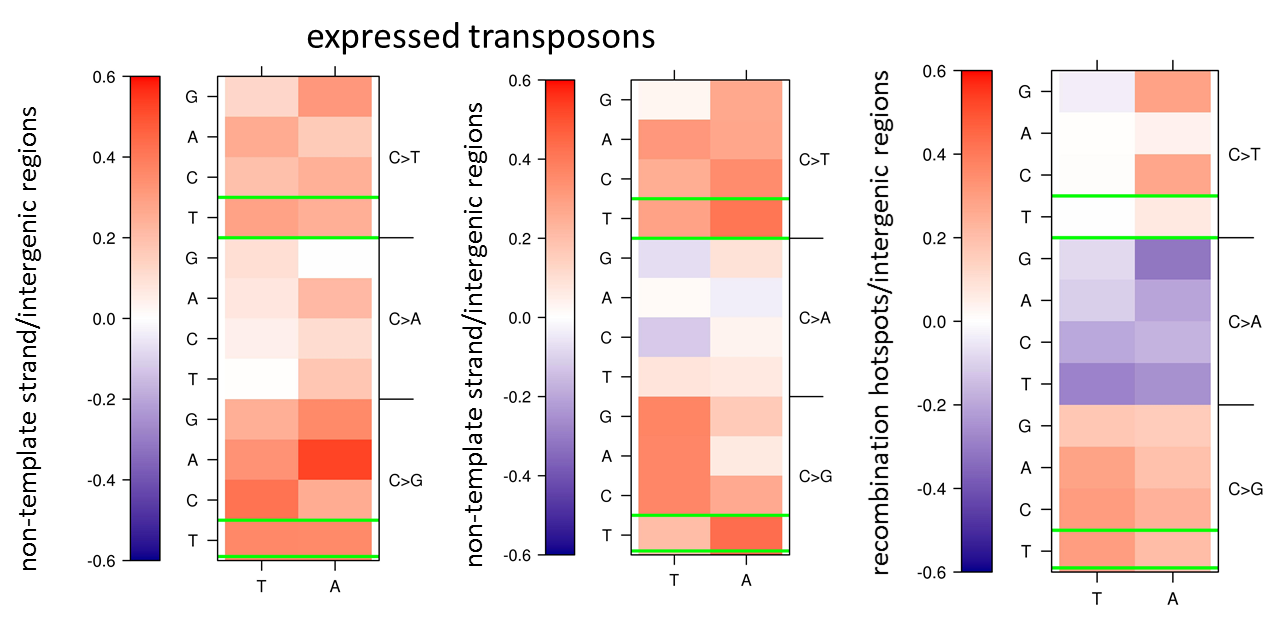 expressed transposons
non-template strand/intergenic regions
0.6
0.4
0.2
0.0
-0.2
-0.4
-0.6
G
A
C
T
G
A
C
T
G
A
C
T
C>T
C>A
C>G
T A
non-template strand/intergenic regions
0.6
0.4
0.2
0.0
-0.2
-0.4
-0.6
G
A
C
T
G
A
C
T
G
A
C
T
C>T
C>A
C>G
T A
recombination hotspots/intergenic regions
0.6
0.4
0.2
0.0
-0.2
-0.4
-0.6
G
A
C
T
G
A
C
T
G
A
C
T
C>T
C>A
C>G
T A